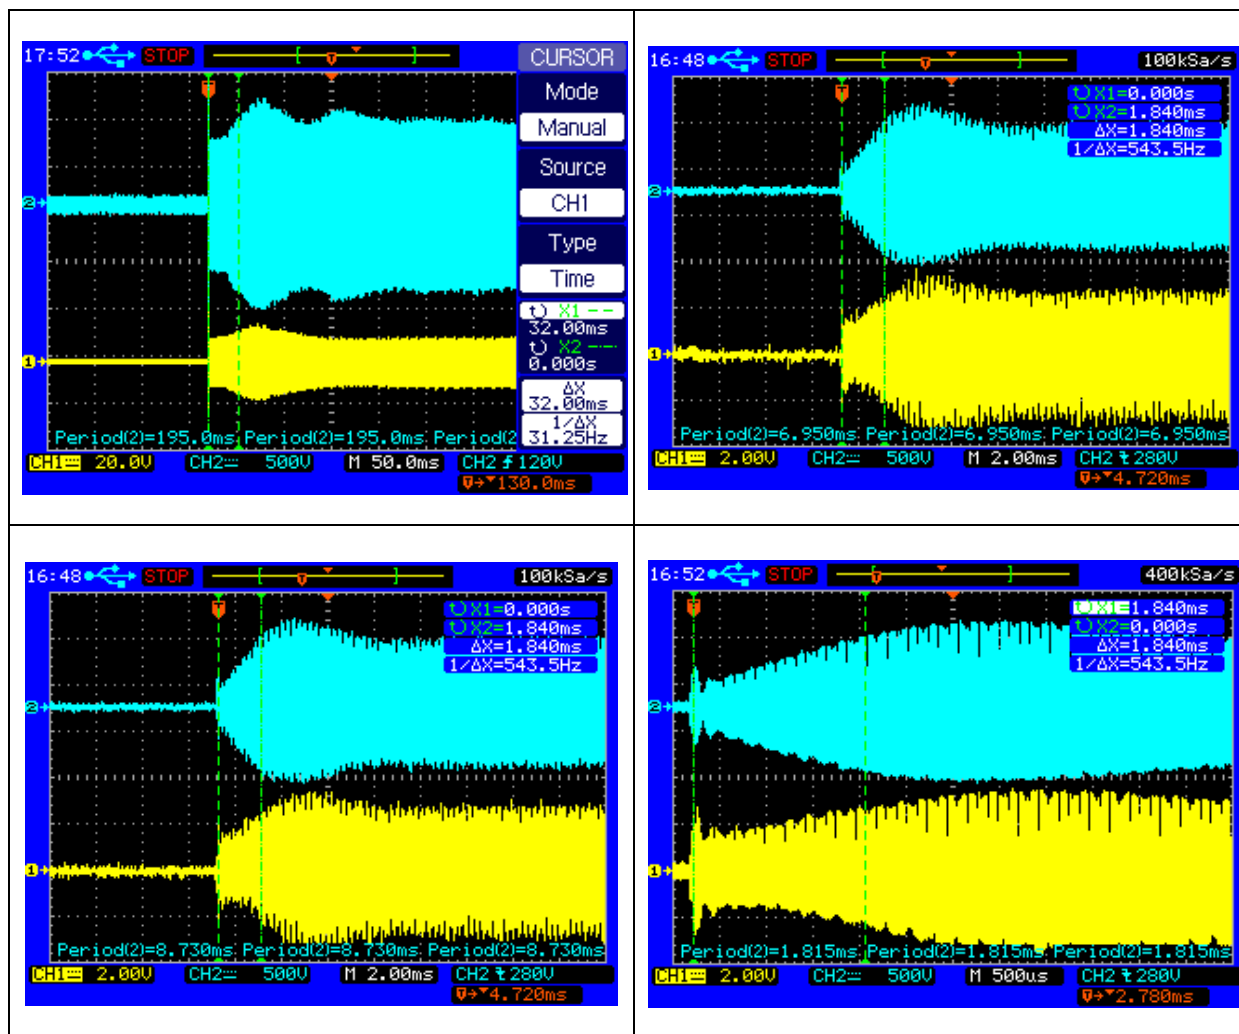 17:52 STOP CURSOR
Mode
Manual
Source
CH1
Type
Time
X1
32.00ms
X2
0.000s
ΔX
32.00ms
1/ΔX
31.25Hz
T
2
1
Period(2)=195.0ms Period(2)=195.0ms Period(2
CH1 20.0V CH2 500V M 50.0ms CH2 120V
130.0ms
16:48 STOP 100kSa/s
X1=0.000s
X2=1.840ms
ΔX=1.840ms
1/ΔX=543.5Hz
T
2
1
Period(2)=6.950ms Period(2)=6.950ms Period(2)=6.950ms
CH1 2.00V CH2 500V M 2.00ms CH2 280V
4.720ms
16:48 STOP 100kSa/s
X1=0.000s
X2=1.840ms
ΔX=1.840ms
1/ΔX=543.5Hz
T
2
1
Period(2)=8.730ms Period(2)=8.730ms Period(2)=8.730ms
CH1 2.00V CH2 500V M 2.00ms CH2 280V
4.720ms
16:52 STOP 400kSa/s
X1=1.840ms
X2=0.000s
ΔX=1.840ms
1/ΔX=543.5Hz
T
2
1
Period(2)=1.815ms Period(2)=1.815ms Period(2)=1.815ms
CH1 2.00V CH2 500V M 500us CH2 280V
2.780ms